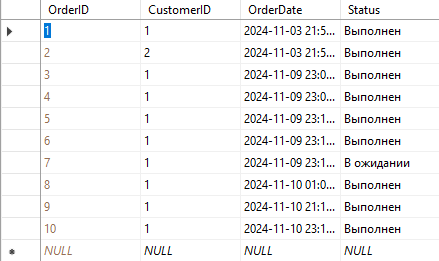 OrderID CustomerID OrderDate Status
1 1 2024-11-03 21:5... Выполнен
2 2 2024-11-03 21:5... Выполнен
3 1 2024-11-09 23:0... Выполнен
4 1 2024-11-09 23:0... Выполнен
5 1 2024-11-09 23:1... Выполнен
6 1 2024-11-09 23:1... Выполнен
7 1 2024-11-09 23:1... В ожидании
8 1 2024-11-10 01:0... Выполнен
9 1 2024-11-10 21:1... Выполнен
10 1 2024-11-10 23:1... Выполнен
NULL NULL NULL NULL